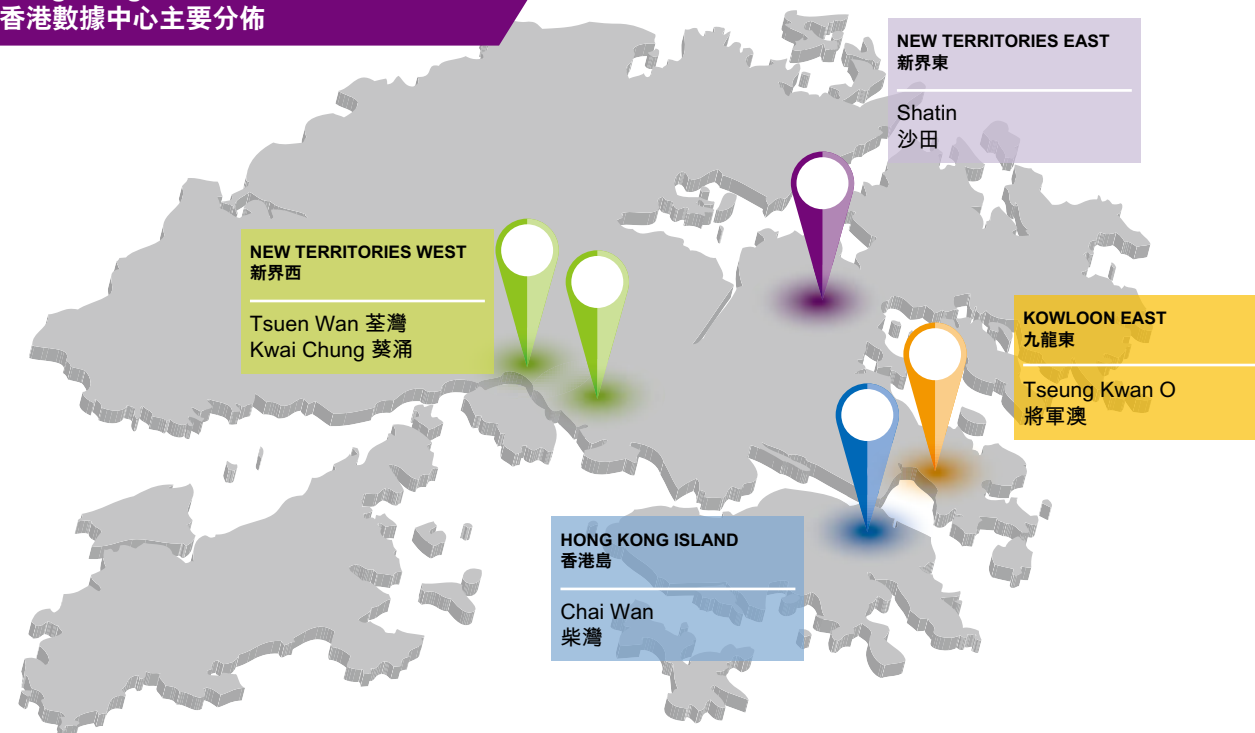 香港數據中心主要分佈
NEW TERRITORIES EAST
新界東
Shatin
沙田
NEW TERRITORIES WEST
新界西
Tsuen Wan 荃灣
Kwai Chung 葵涌
KOWLOON EAST
九龍東
Tseung Kwan O
將軍澳
HONG KONG ISLAND
香港島
Chai Wan
柴灣